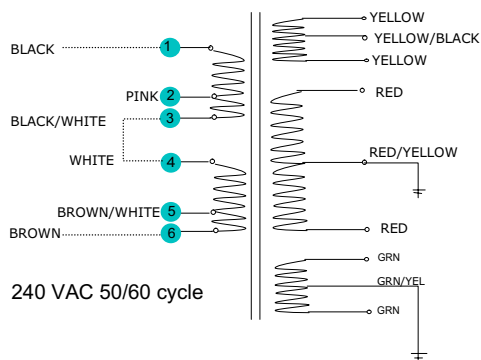 YELLOW
BLACK 1
YELLOW/BLACK
YELLOW
PINK 2
RED
BLACK/WHITE 3
RED/YELLOW
WHITE 4
BROWN/WHITE 5
BROWN 6
RED
GRN
GRN/YEL
240 VAC 50/60 cycle
GRN